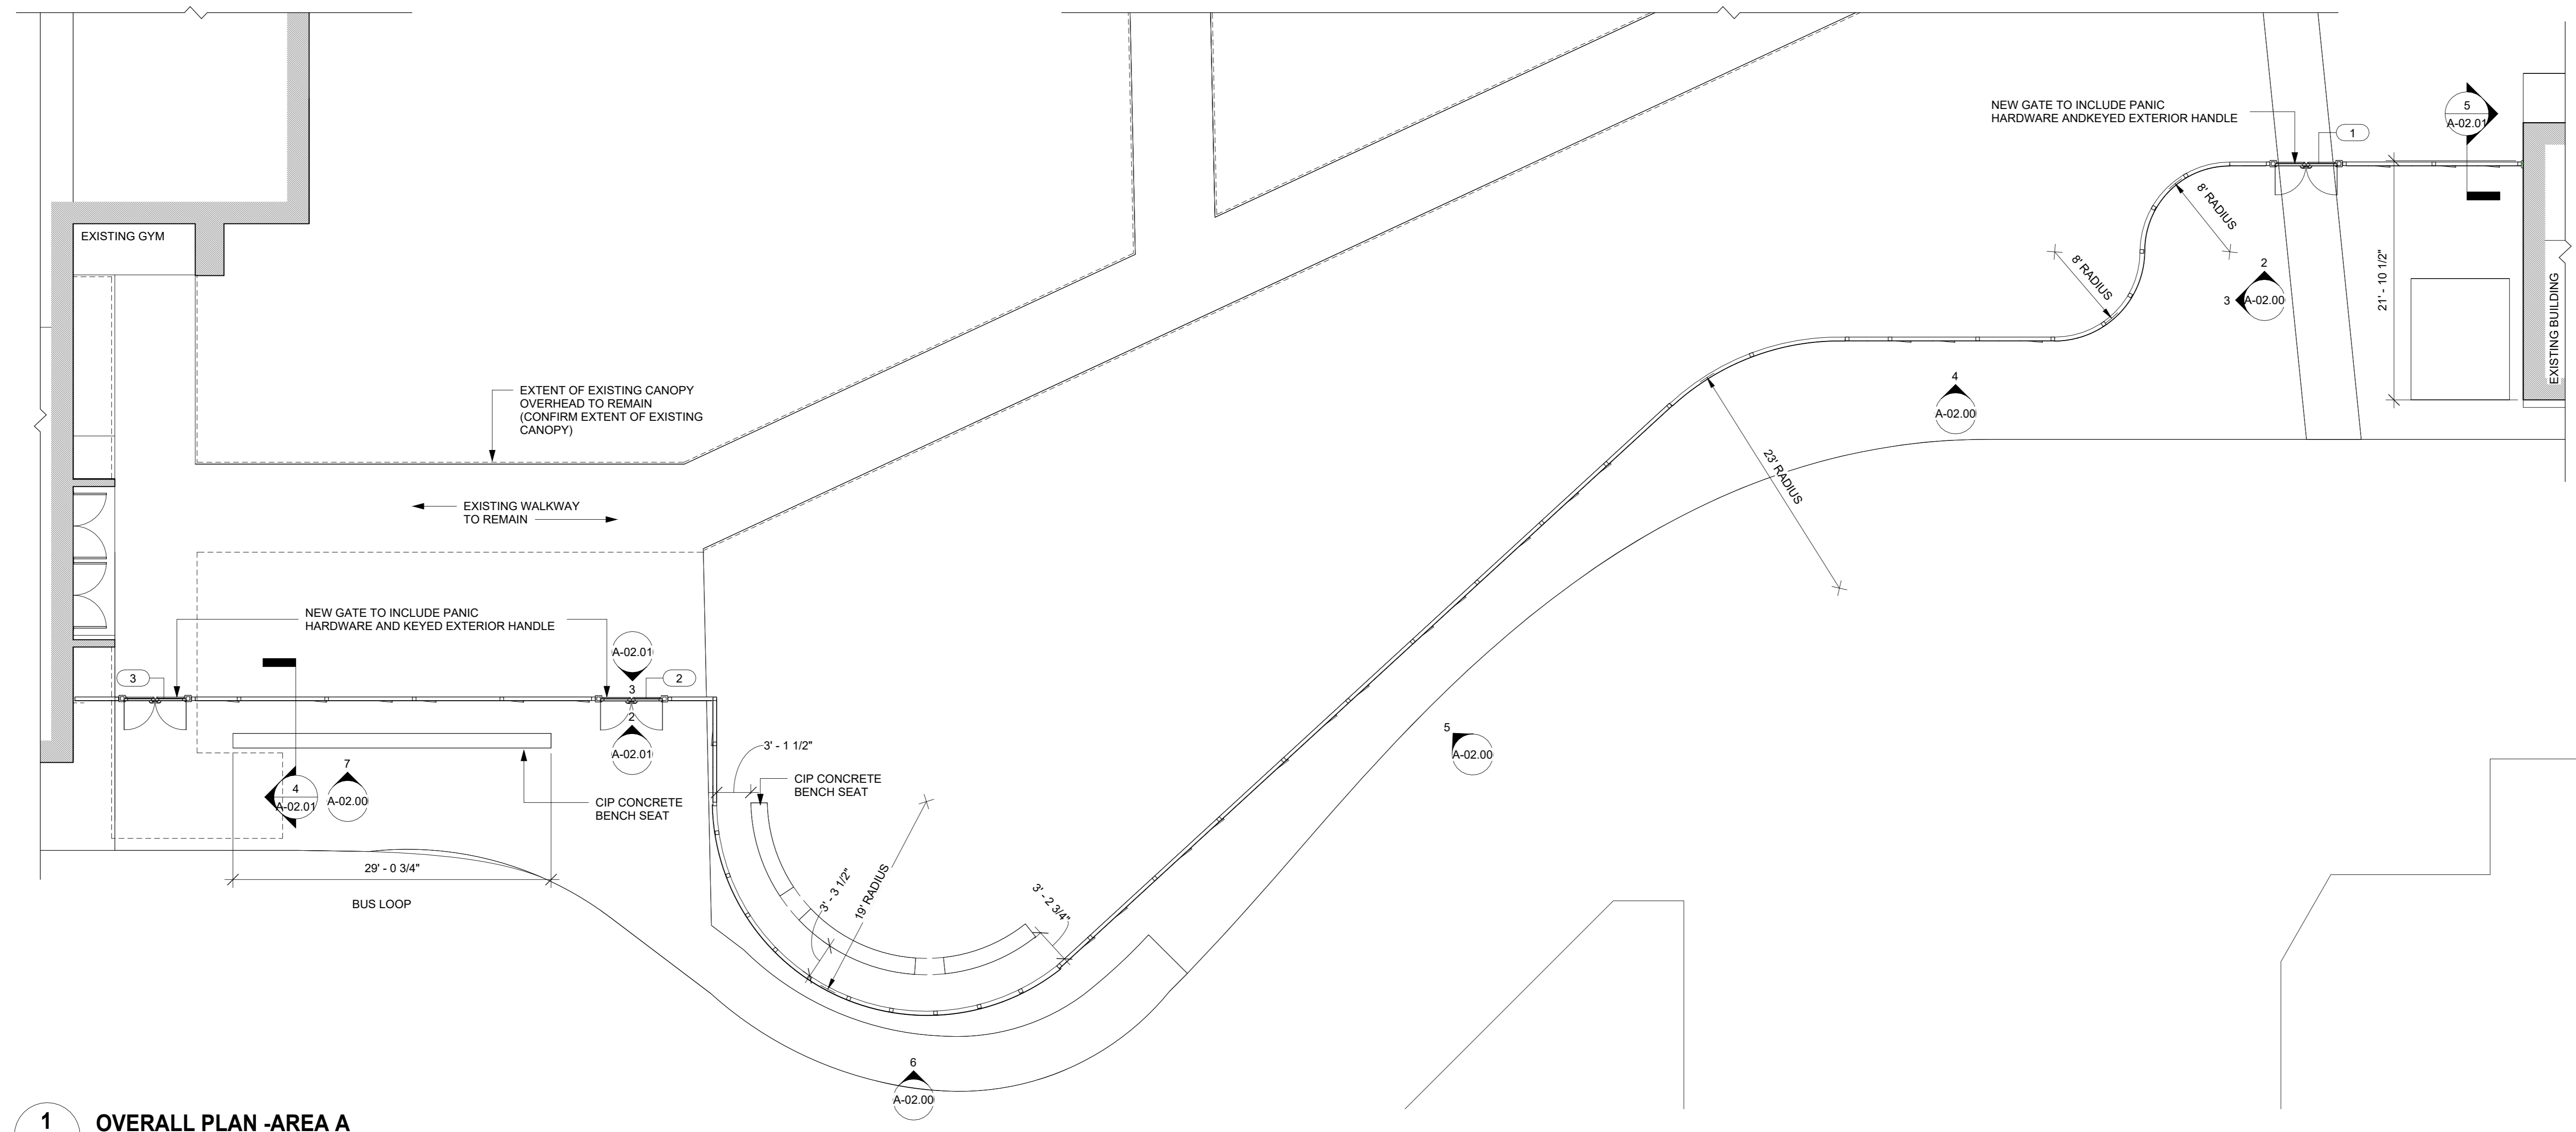 NEW GATE TO INCLUDE PANIC
HARDWARE ANDKEYED EXTERIOR HANDLE
1
5
A-02.01
EXISTING GYM
8' RADIUS
8' RADIUS
2
3
A-02.00
21' - 10 1/2"
EXISTING BUILDING
EXTENT OF EXISTING CANOPY
OVERHEAD TO REMAIN
(CONFIRM EXTENT OF EXISTING
CANOPY)
4
A-02.00
23' RADIUS
EXISTING WALKWAY
TO REMAIN
NEW GATE TO INCLUDE PANIC
HARDWARE AND KEYED EXTERIOR HANDLE
A-02.01
3
3
2
2
A-02.01
5
A-02.00
3' - 1 1/2"
CIP CONCRETE
BENCH SEAT
4
A-02.01
7
A-02.00
CIP CONCRETE
BENCH SEAT
29' - 0 3/4"
3' - 3 1/2"
19' RADIUS
3' - 2 3/4"
BUS LOOP
6
A-02.00
1
OVERALL PLAN -AREA A